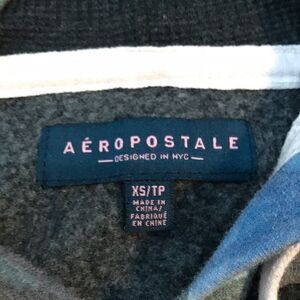 AÉROPOSTALE
DESIGNED IN NYC
XS/TP
MADE IN
CHINA/
FABRIQUÉ
EN CHINE